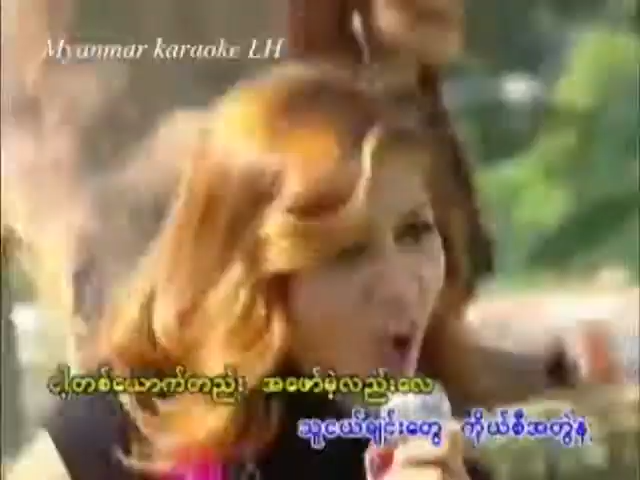 Myanmar karaoke LH
ငါ့တစ်ယောက်တည်း အဖော်မဲ့လည်းလေ
သူငယ်ချင်းတွေ ကိုယ်စီအတွဲနဲ့